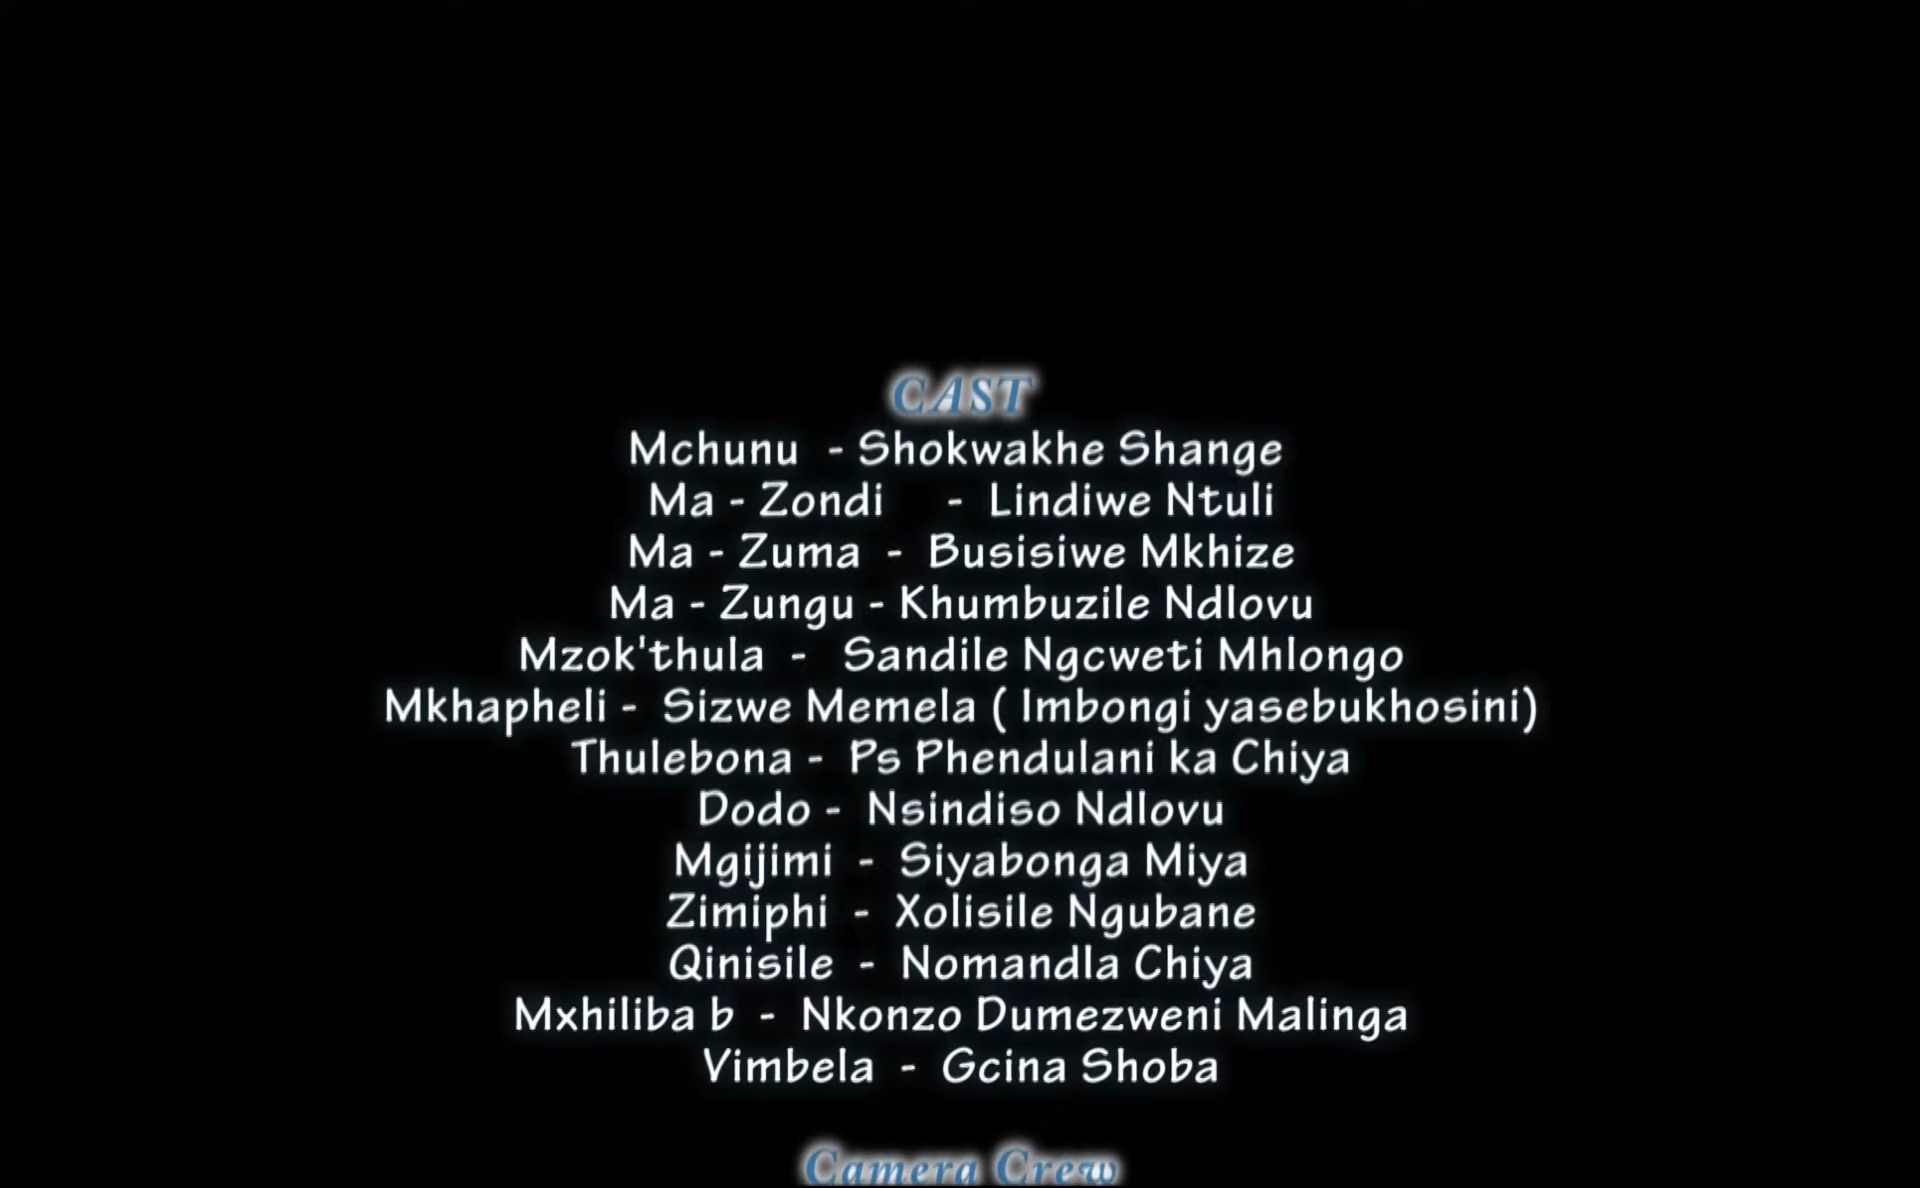 CAST
Mchunu - Shokwakhe Shange
Ma - Zondi - Lindiwe Ntuli
Ma - Zuma - Busisiwe Mkhize
Ma - Zungu - Khumbuzile Ndlovu
Mzok'thula - Sandile Ngcweti Mhlongo
Mkhapheli - Sizwe Memela ( Imbongi yasebukhosini)
Thulebona - Ps Phendulani ka Chiya
Dodo - Nsindiso Ndlovu
Mgijimi - Siyabonga Miya
Zimiphi - Xolisile Ngubane
Qinisile - Nomandla Chiya
Mxhiliba b - Nkonzo Dumezweni Malinga
Vimbela - Gcina Shoba
Camera Crew